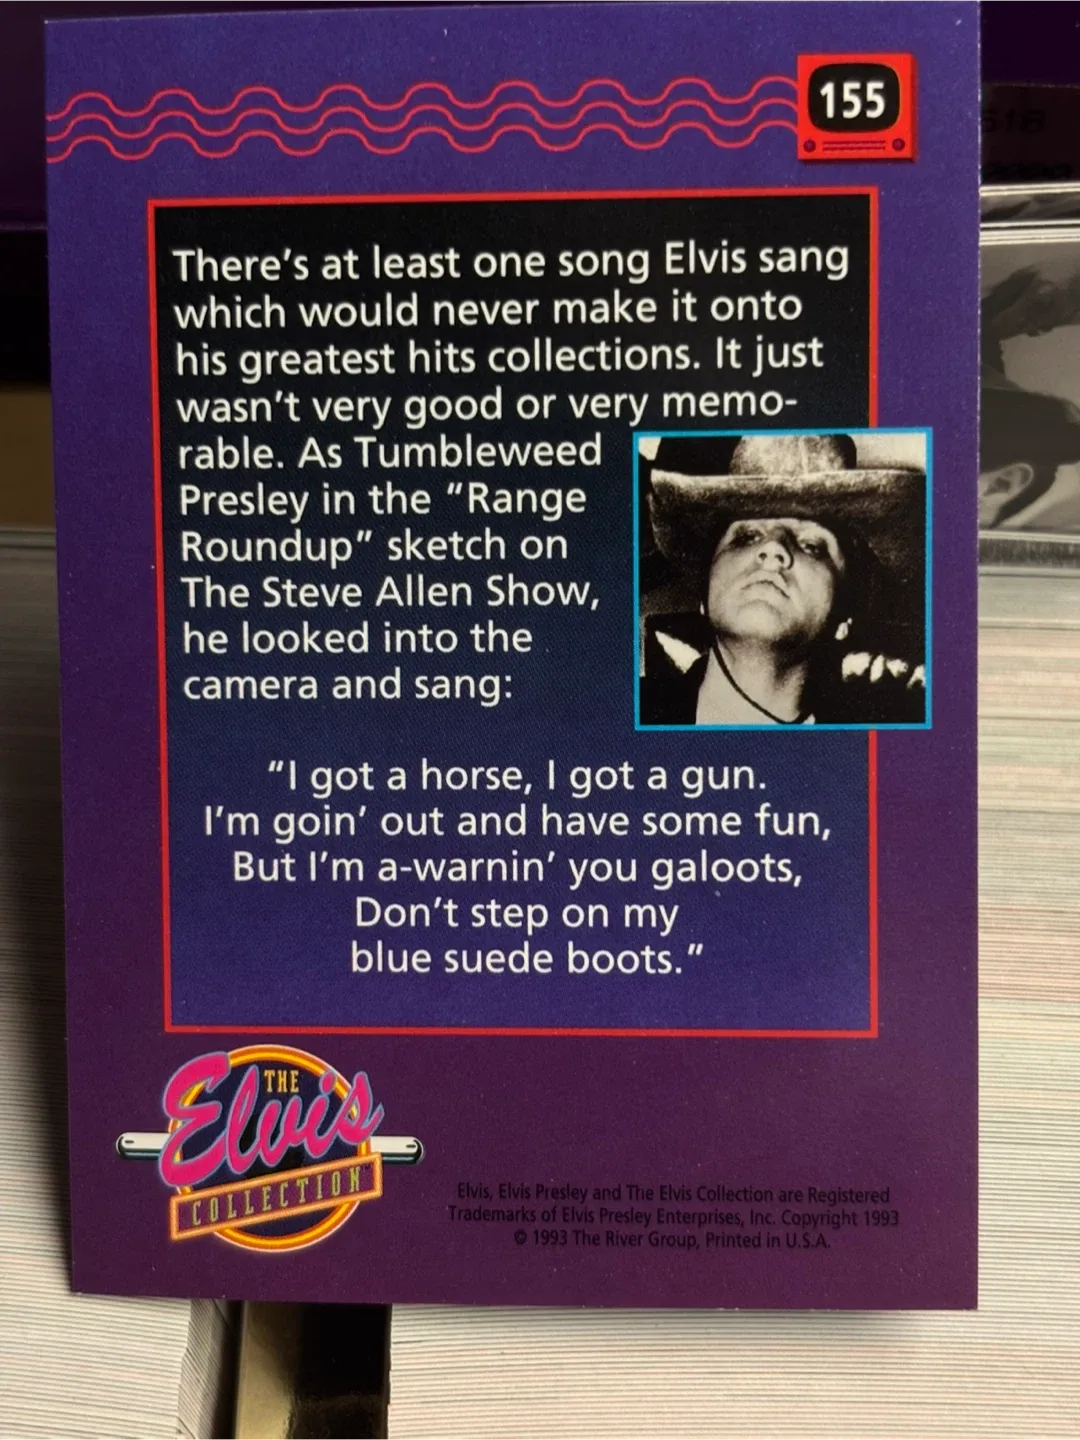 155
There's at least one song Elvis sang
which would never make it onto
his greatest hits collections. It just
wasn't very good or very memo-
rable. As Tumbleweed
Presley in the "Range
Roundup" sketch on
The Steve Allen Show,
he looked into the
camera and sang:
"I got a horse, I got a gun.
I'm goin' out and have some fun,
But I'm a-warnin' you galoots,
Don't step on my
blue suede boots."
THE
Elvis
COLLECTION
Elvis, Elvis Presley and The Elvis Collection are Registered
Trademarks of Elvis Presley Enterprises, Inc. Copyright 1993
© 1993 The River Group, Printed in U.S.A.